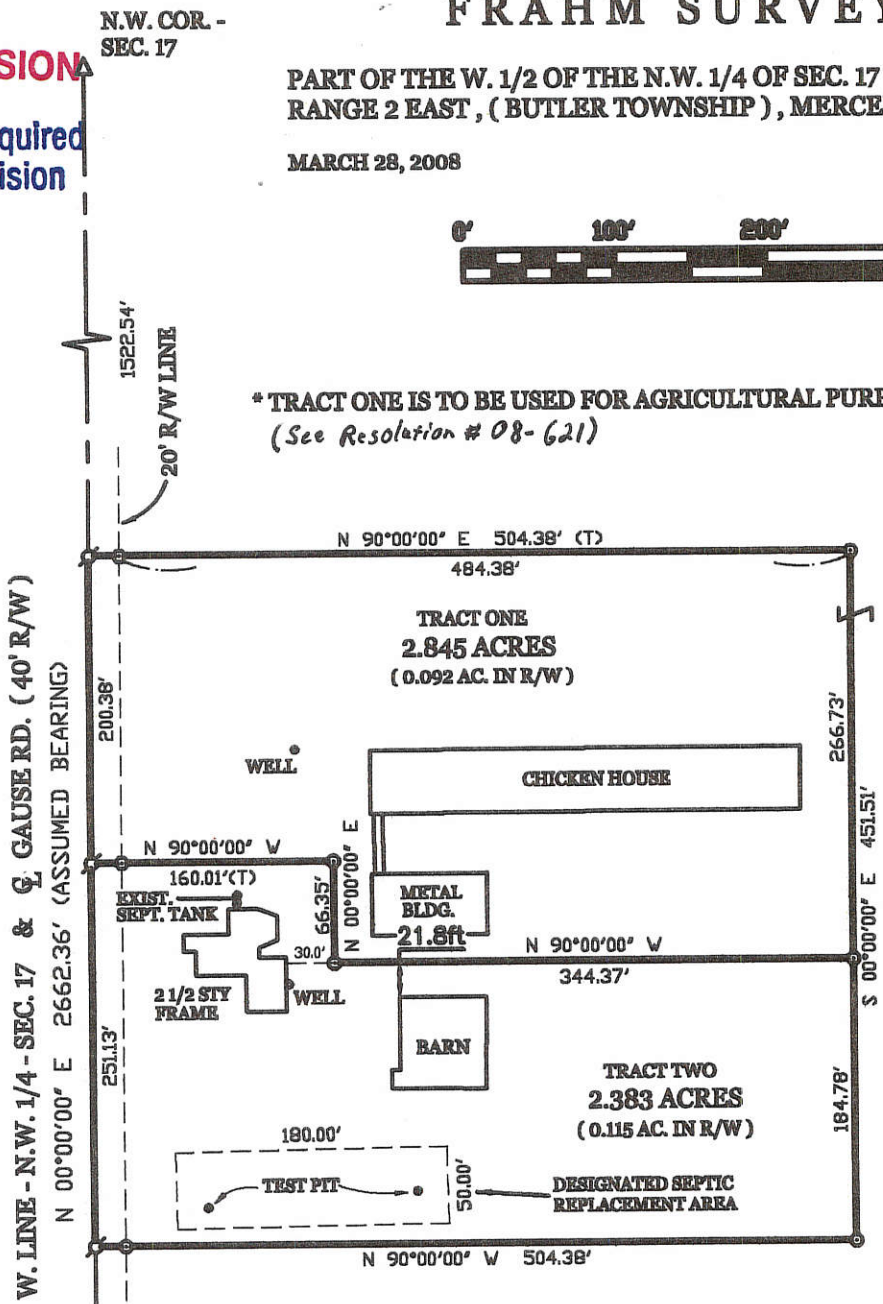 FRAHM SURVEY
N.W. COR. -
SEC. 17
SION
quired
ision
PART OF THE W. 1/2 OF THE N.W. 1/4 OF SEC. 17
RANGE 2 EAST, ( BUTLER TOWNSHIP ), MERCE
MARCH 28, 2008
0' 100' 200'
1522.54'
20' R/W LINE
* TRACT ONE IS TO BE USED FOR AGRICULTURAL PURP
(See Resolution # 08-621)
N 90°00'00" E 504.38' (T)
484.38'
TRACT ONE
2.845 ACRES
( 0.092 AC. IN R/W )
200.38'
266.73'
WELL
CHICKEN HOUSE
W. LINE - N.W. 1/4 - SEC. 17 & ℄ GAUSE RD. ( 40' R/W )
N 00°00'00" E 2662.36' (ASSUMED BEARING)
S 00°00'00" E 451.51'
N 90°00'00" W
160.01'(T)
66.35'
N 00°00'00" E
EXIST.
SEPT. TANK
METAL
BLDG.
21.8ft
30.0'
N 90°00'00" W
344.37'
2 1/2 STY
FRAME
WELL
BARN
251.13'
TRACT TWO
2.383 ACRES
( 0.115 AC. IN R/W )
184.78'
180.00'
TEST PIT
50.00'
DESIGNATED SEPTIC
REPLACEMENT AREA
N 90°00'00" W 504.38'